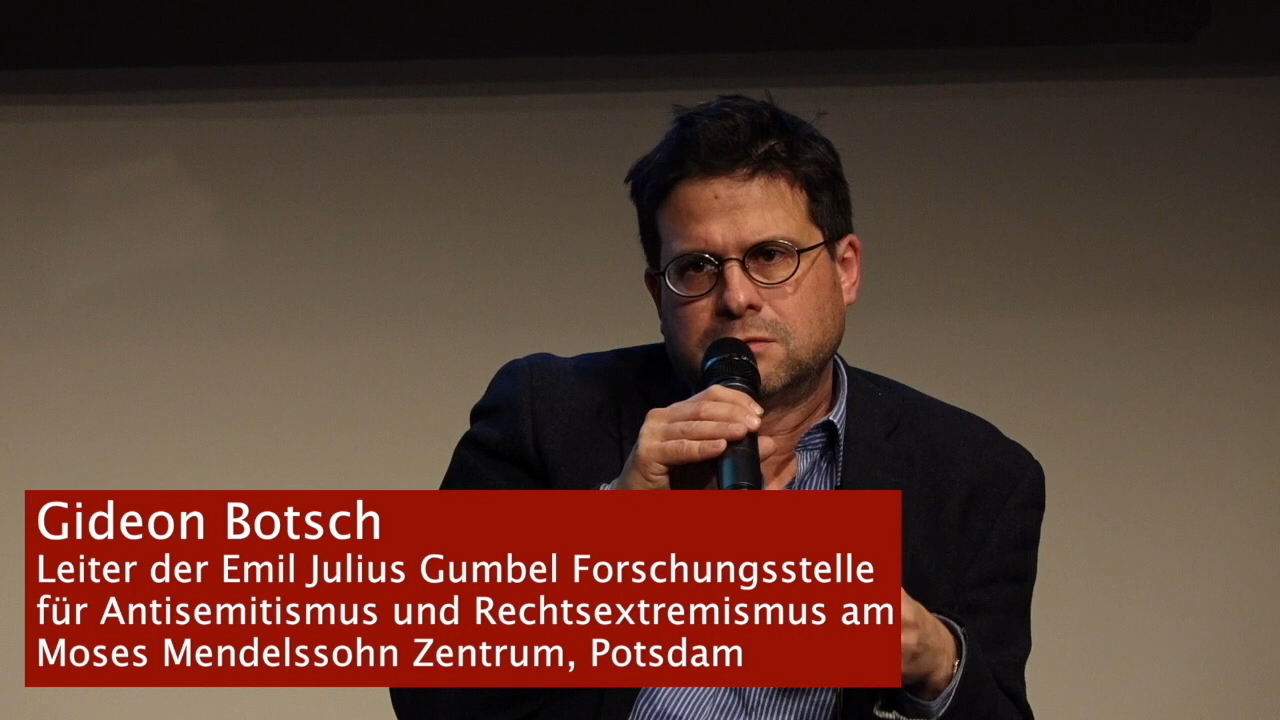 Gideon Botsch
Leiter der Emil Julius Gumbel Forschungsstelle
für Antisemitismus und Rechtsextremismus am
Moses Mendelssohn Zentrum, Potsdam